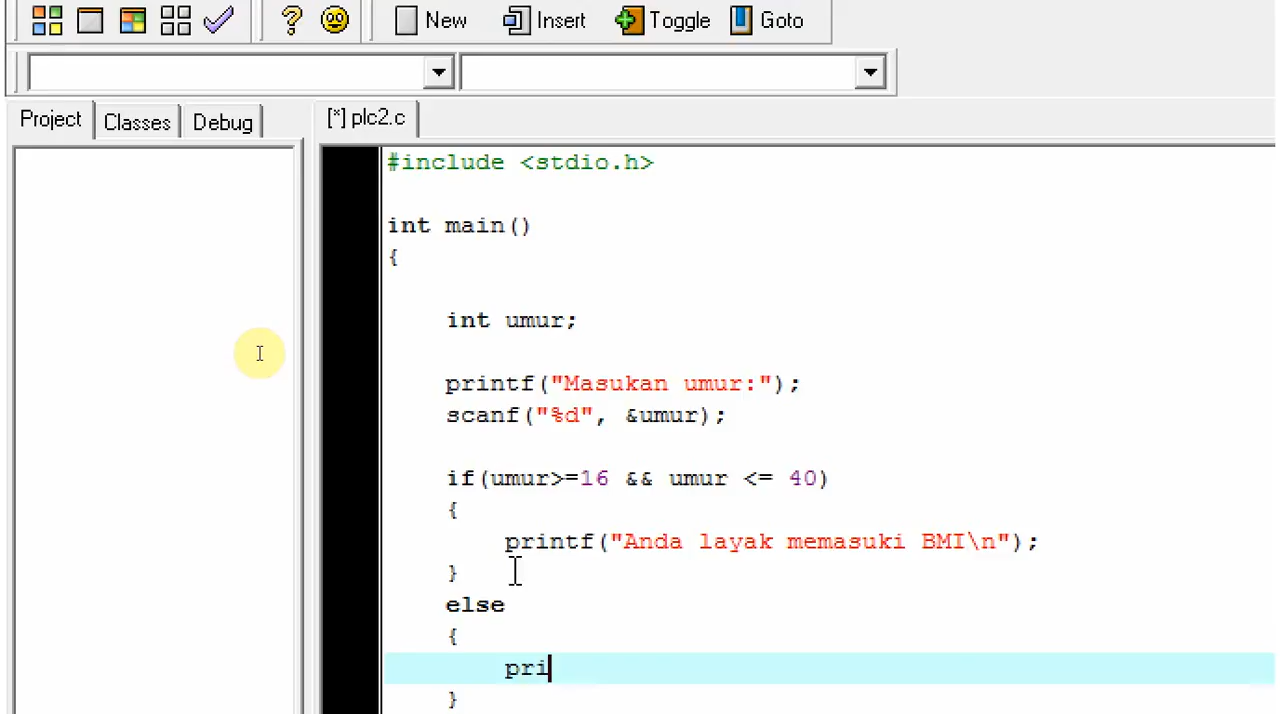 New Insert Toggle Goto
Project Classes Debug [*] plc2.c
#include <stdio.h>
int main()
{
int umur;
printf("Masukan umur:");
scanf("%d", &umur);
if(umur>=16 && umur <= 40)
{
printf("Anda layak memasuki BMI\n");
}
else
{
pri
}